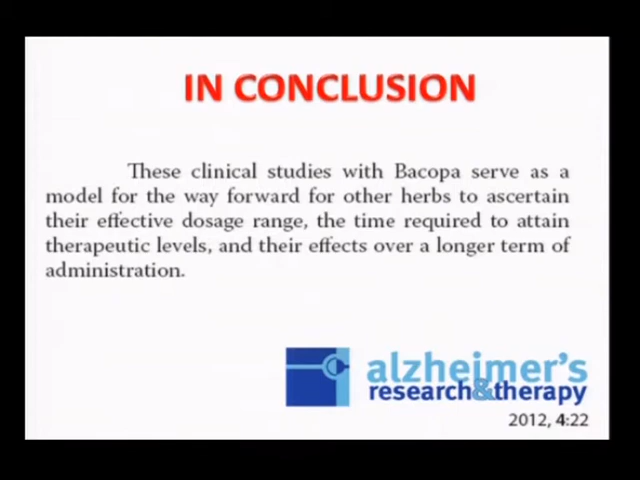 IN CONCLUSION
These clinical studies with Bacopa serve as a
model for the way forward for other herbs to ascertain
their effective dosage range, the time required to attain
therapeutic levels, and their effects over a longer term of
administration.
alzheimer's
research&therapy
2012, 4:22